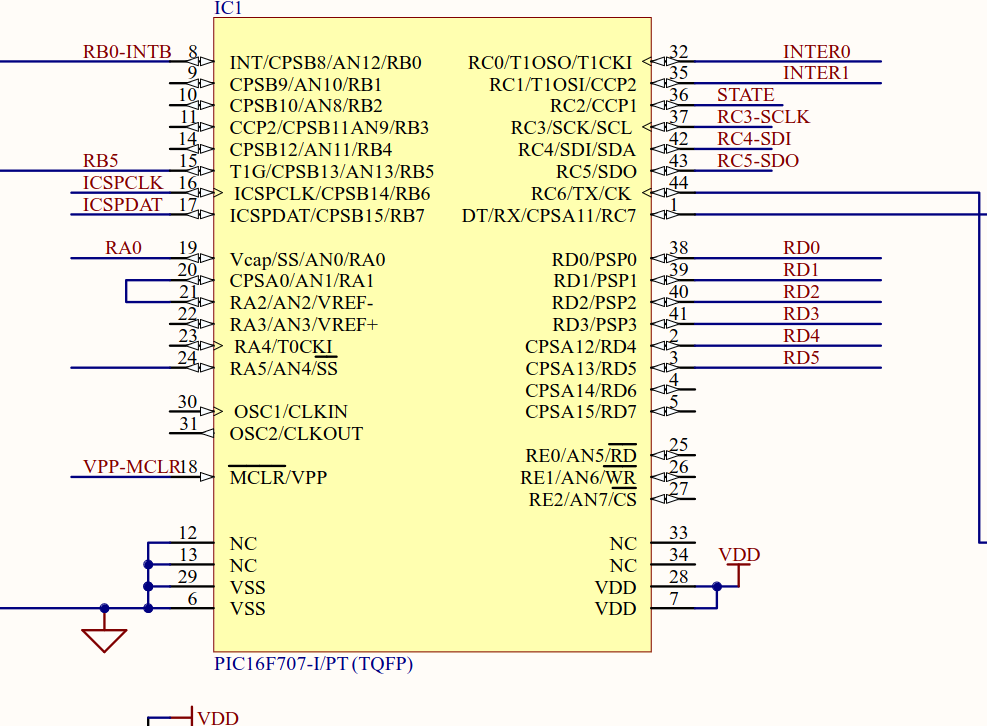 IC1
RB0-INTB 8 INT/CPSB8/AN12/RB0 RC0/T1OSO/T1CKI 32 INTER0
9 CPSB9/AN10/RB1 RC1/T1OSI/CCP2 35 INTER1
10 CPSB10/AN8/RB2 RC2/CCP1 36 STATE
11 CCP2/CPSB11AN9/RB3 RC3/SCK/SCL 37 RC3-SCLK
14 CPSB12/AN11/RB4 RC4/SDI/SDA 42 RC4-SDI
RB5 15 T1G/CPSB13/AN13/RB5 RC5/SDO 43 RC5-SDO
ICSPCLK 16 ICSPCLK/CPSB14/RB6 RC6/TX/CK 44
ICSPDAT 17 ICSPDAT/CPSB15/RB7 DT/RX/CPSA11/RC7 1
RA0 19 Vcap/SS/AN0/RA0 RD0/PSP0 38 RD0
20 CPSA0/AN1/RA1 RD1/PSP1 39 RD1
21 RA2/AN2/VREF- RD2/PSP2 40 RD2
22 RA3/AN3/VREF+ RD3/PSP3 41 RD3
23 RA4/T0CKI CPSA12/RD4 2 RD4
24 RA5/AN4/SS CPSA13/RD5 3 RD5
CPSA14/RD6 4
30 OSC1/CLKIN CPSA15/RD7 5
31 OSC2/CLKOUT
RE0/AN5/RD 25
VPP-MCLR 18 MCLR/VPP RE1/AN6/WR 26
RE2/AN7/CS 27
12 NC NC 33
13 NC NC 34 VDD
29 VSS VDD 28
6 VSS VDD 7
PIC16F707-I/PT (TQFP)
VDD